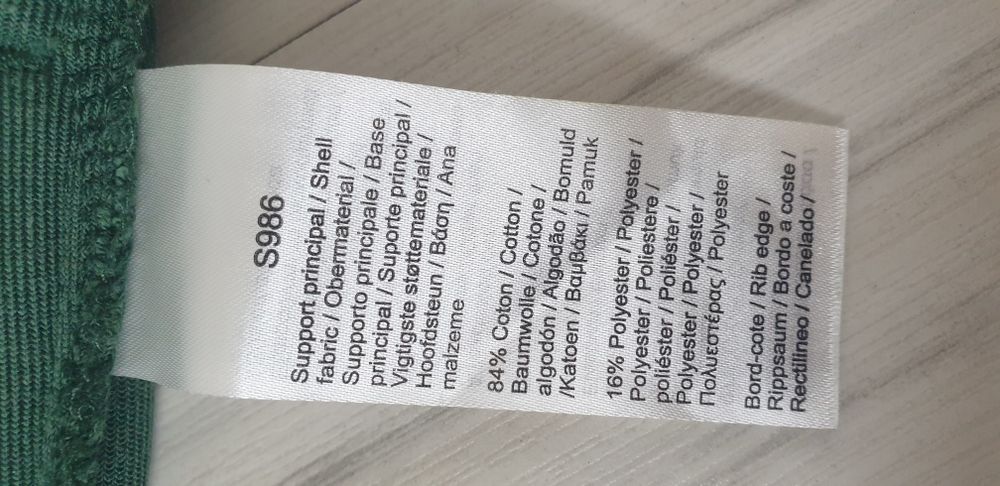 S986
Support principal / Shell
fabric / Obermaterial /
Supporto principale / Base
principal / Suporte principal /
Vigtigste støttemateriale /
Hoofdsteun / Βάση / Ana
malzeme
84% Coton / Cotton /
Baumwolle / Cotone /
algodón / Algodão / Bomuld
/Katoen / Βαμβάκι / Pamuk
16% Polyester / Polyester /
Polyester / Poliestere /
poliéster / Poliéster /
Polyester / Polyester /
Πολυεστέρας / Polyester
Bord-cote / Rib edge /
Rippsaum / Bordo a coste /
Rectilineo / Canelado /